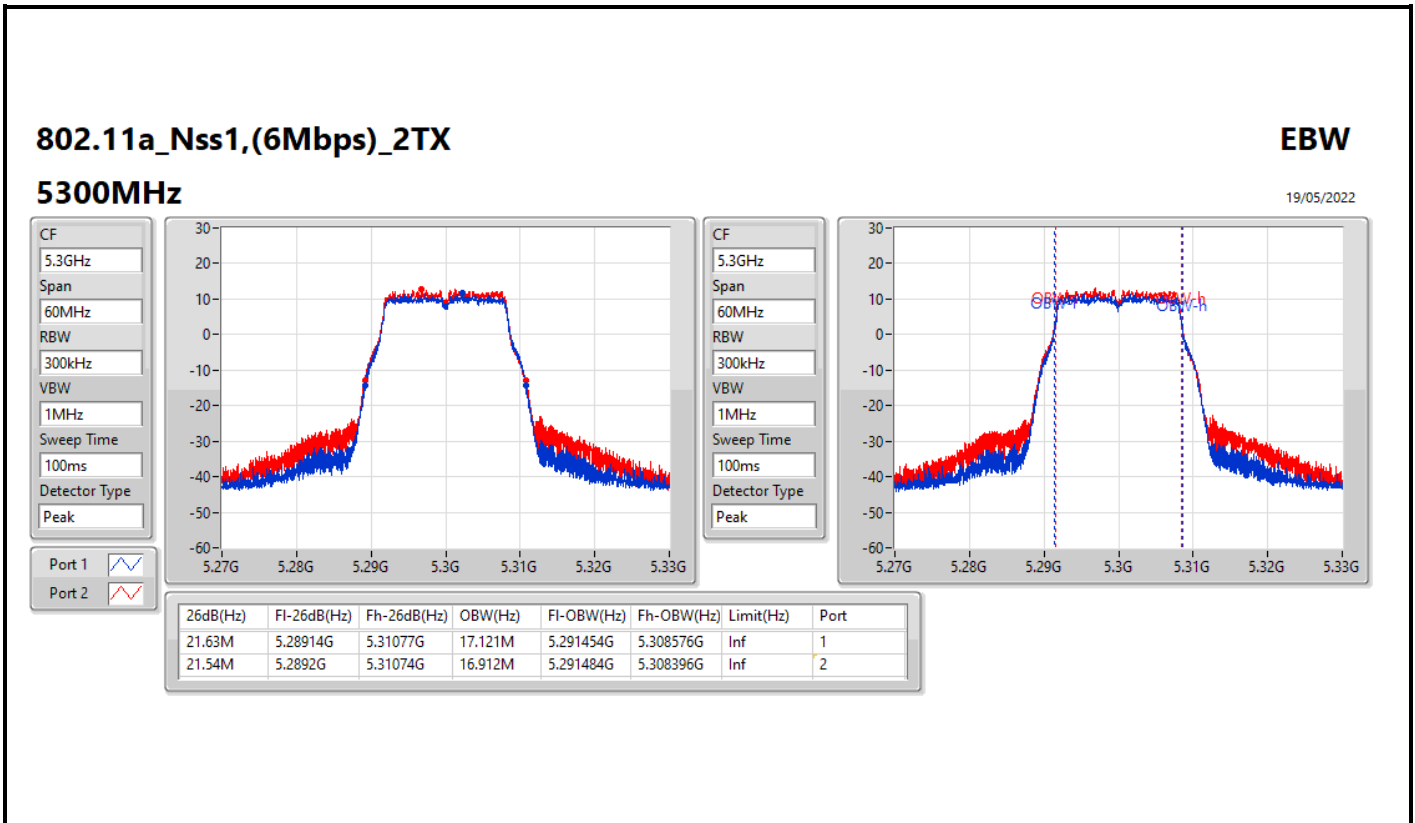 802.11a_Nss1,(6Mbps)_2TX EBW
5300MHz 19/05/2022
CF
5.3GHz
Span
60MHz
RBW
300kHz
VBW
1MHz
Sweep Time
100ms
Detector Type
Peak
Port 1
Port 2
30
20
10
0
-10
-20
-30
-40
-50
-60
5.27G 5.28G 5.29G 5.3G 5.31G 5.32G 5.33G
CF
5.3GHz
Span
60MHz
RBW
300kHz
VBW
1MHz
Sweep Time
100ms
Detector Type
Peak
30
20
10
0
-10
-20
-30
-40
-50
-60
OBW-h
5.27G 5.28G 5.29G 5.3G 5.31G 5.32G 5.33G
26dB(Hz) Fl-26dB(Hz) Fh-26dB(Hz) OBW(Hz) Fl-OBW(Hz) Fh-OBW(Hz) Limit(Hz) Port
21.63M 5.28914G 5.31077G 17.121M 5.291454G 5.308576G Inf 1
21.54M 5.2892G 5.31074G 16.912M 5.291484G 5.308396G Inf 2